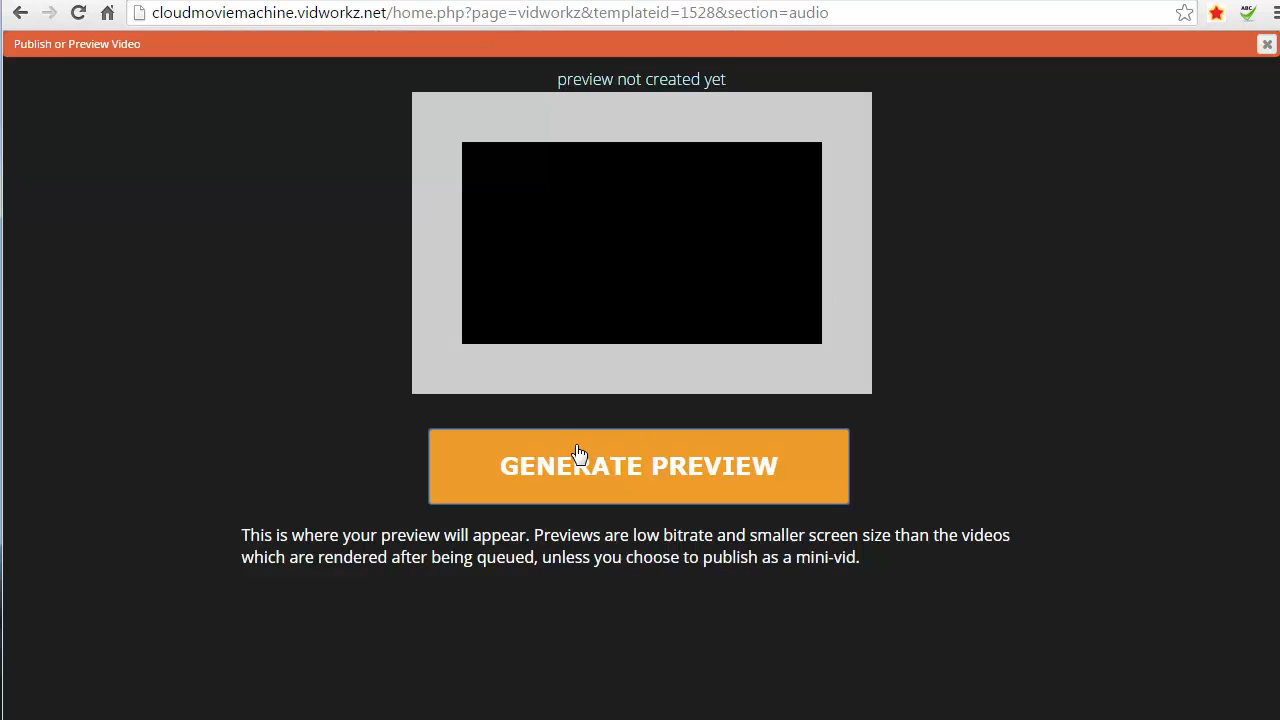 cloudmoviemachine.vidworkz.net/home.php?page=vidworkz&templateid=1528&section=audio
ABC
Publish or Preview Video
preview not created yet
GENERATE PREVIEW
This is where your preview will appear. Previews are low bitrate and smaller screen size than the videos
which are rendered after being queued, unless you choose to publish as a mini-vid.